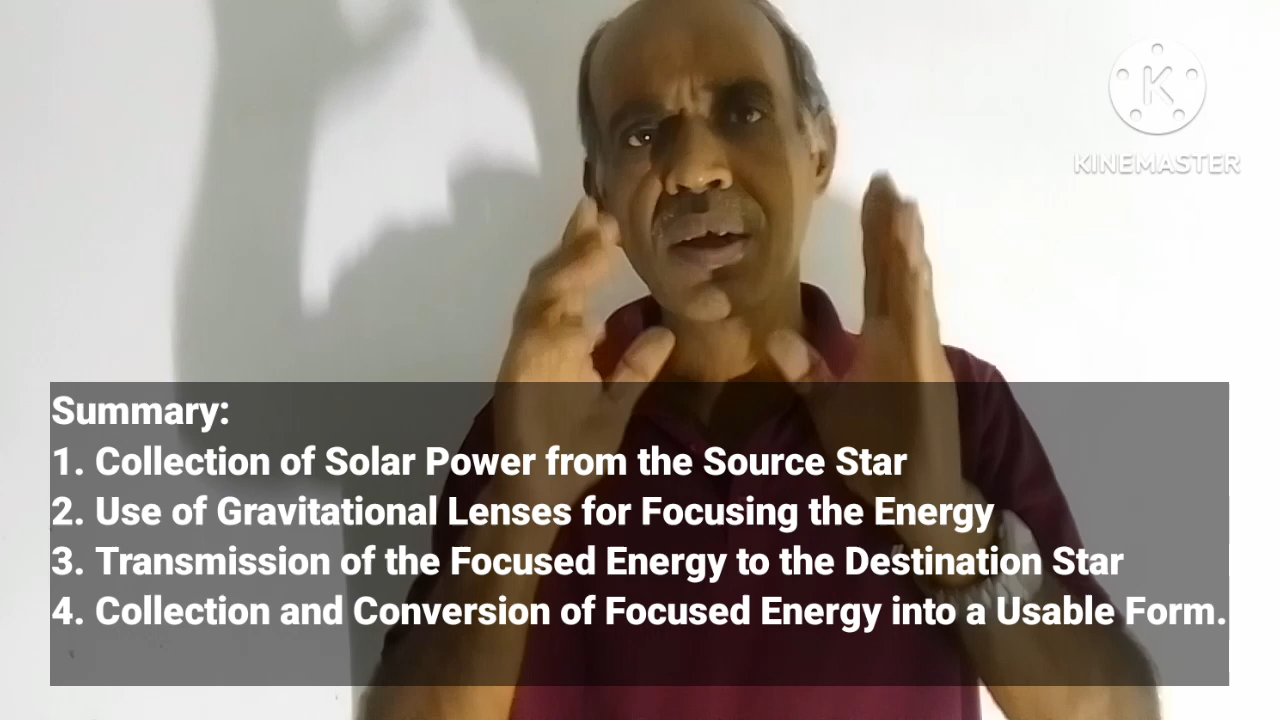 K
KINEMASTER
Summary:
1. Collection of Solar Power from the Source Star
2. Use of Gravitational Lenses for Focusing the Energy
3. Transmission of the Focused Energy to the Destination Star
4. Collection and Conversion of Focused Energy into a Usable Form.